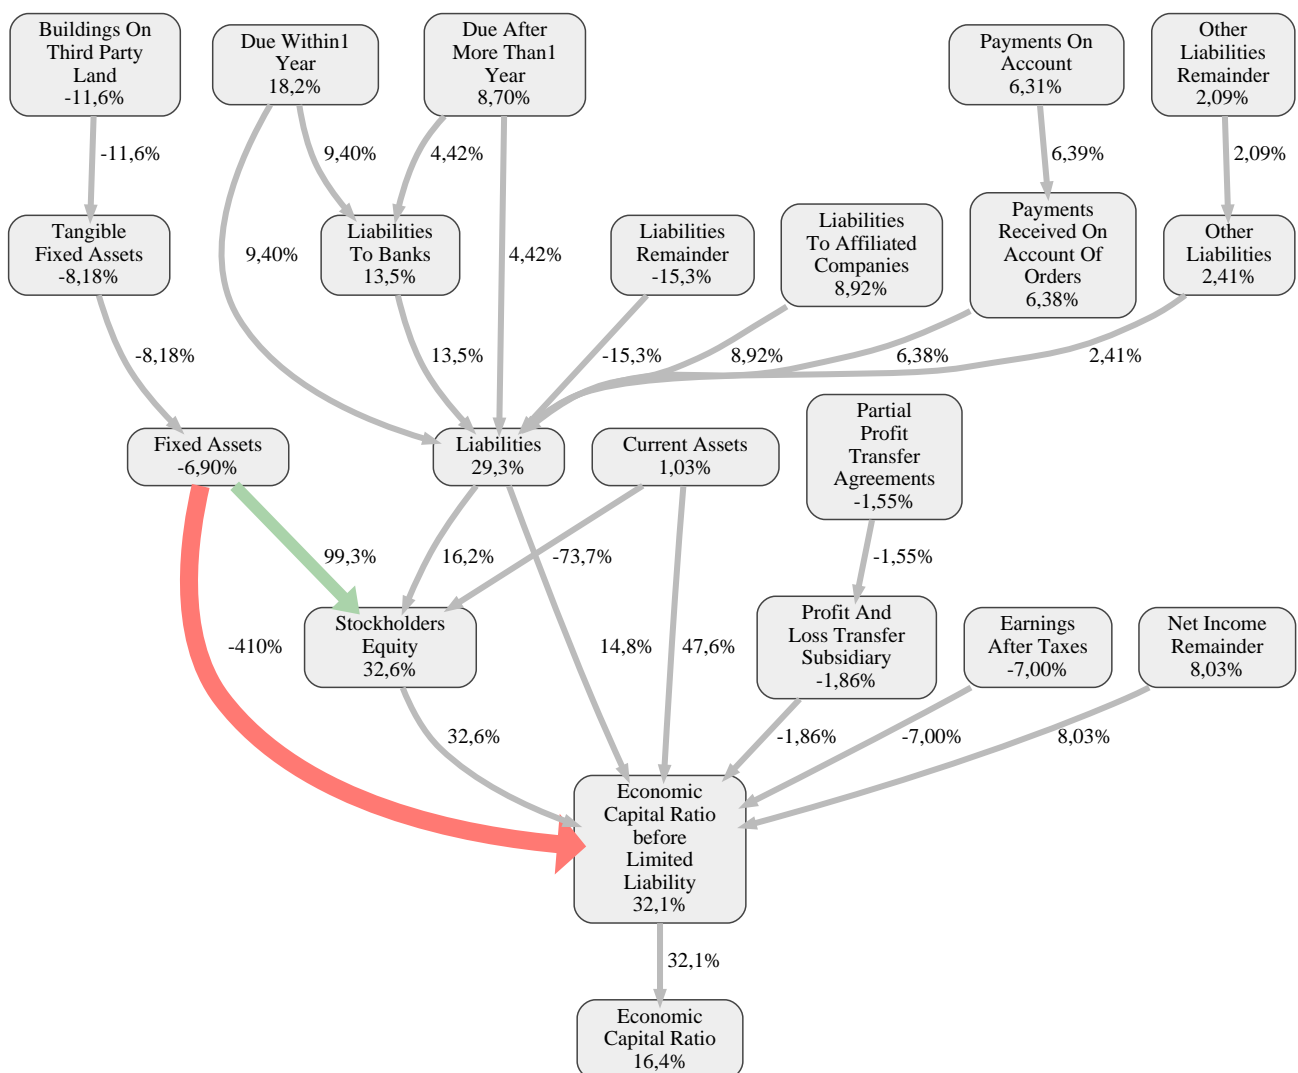 Buildings On
Third Party
Land
-11,6%
Due Within1
Year
18,2%
Due After
More Than1
Year
8,70%
Payments On
Account
6,31%
Other
Liabilities
Remainder
2,09%
-11,6%
9,40%
4,42%
6,39%
2,09%
Tangible
Fixed Assets
-8,18%
9,40%
Liabilities
To Banks
13,5%
4,42%
Liabilities
Remainder
-15,3%
Liabilities
To Affiliated
Companies
8,92%
Payments
Received On
Account Of
Orders
6,38%
Other
Liabilities
2,41%
-8,18%
13,5%
-15,3%
8,92%
6,38%
2,41%
Fixed Assets
-6,90%
Liabilities
29,3%
Current Assets
1,03%
Partial
Profit
Transfer
Agreements
-1,55%
99,3%
16,2%
-73,7%
-1,55%
-410%
Stockholders
Equity
32,6%
14,8%
47,6%
Profit And
Loss Transfer
Subsidiary
-1,86%
Earnings
After Taxes
-7,00%
Net Income
Remainder
8,03%
32,6%
-1,86%
-7,00%
8,03%
Economic
Capital Ratio
before
Limited
Liability
32,1%
32,1%
Economic
Capital Ratio
16,4%